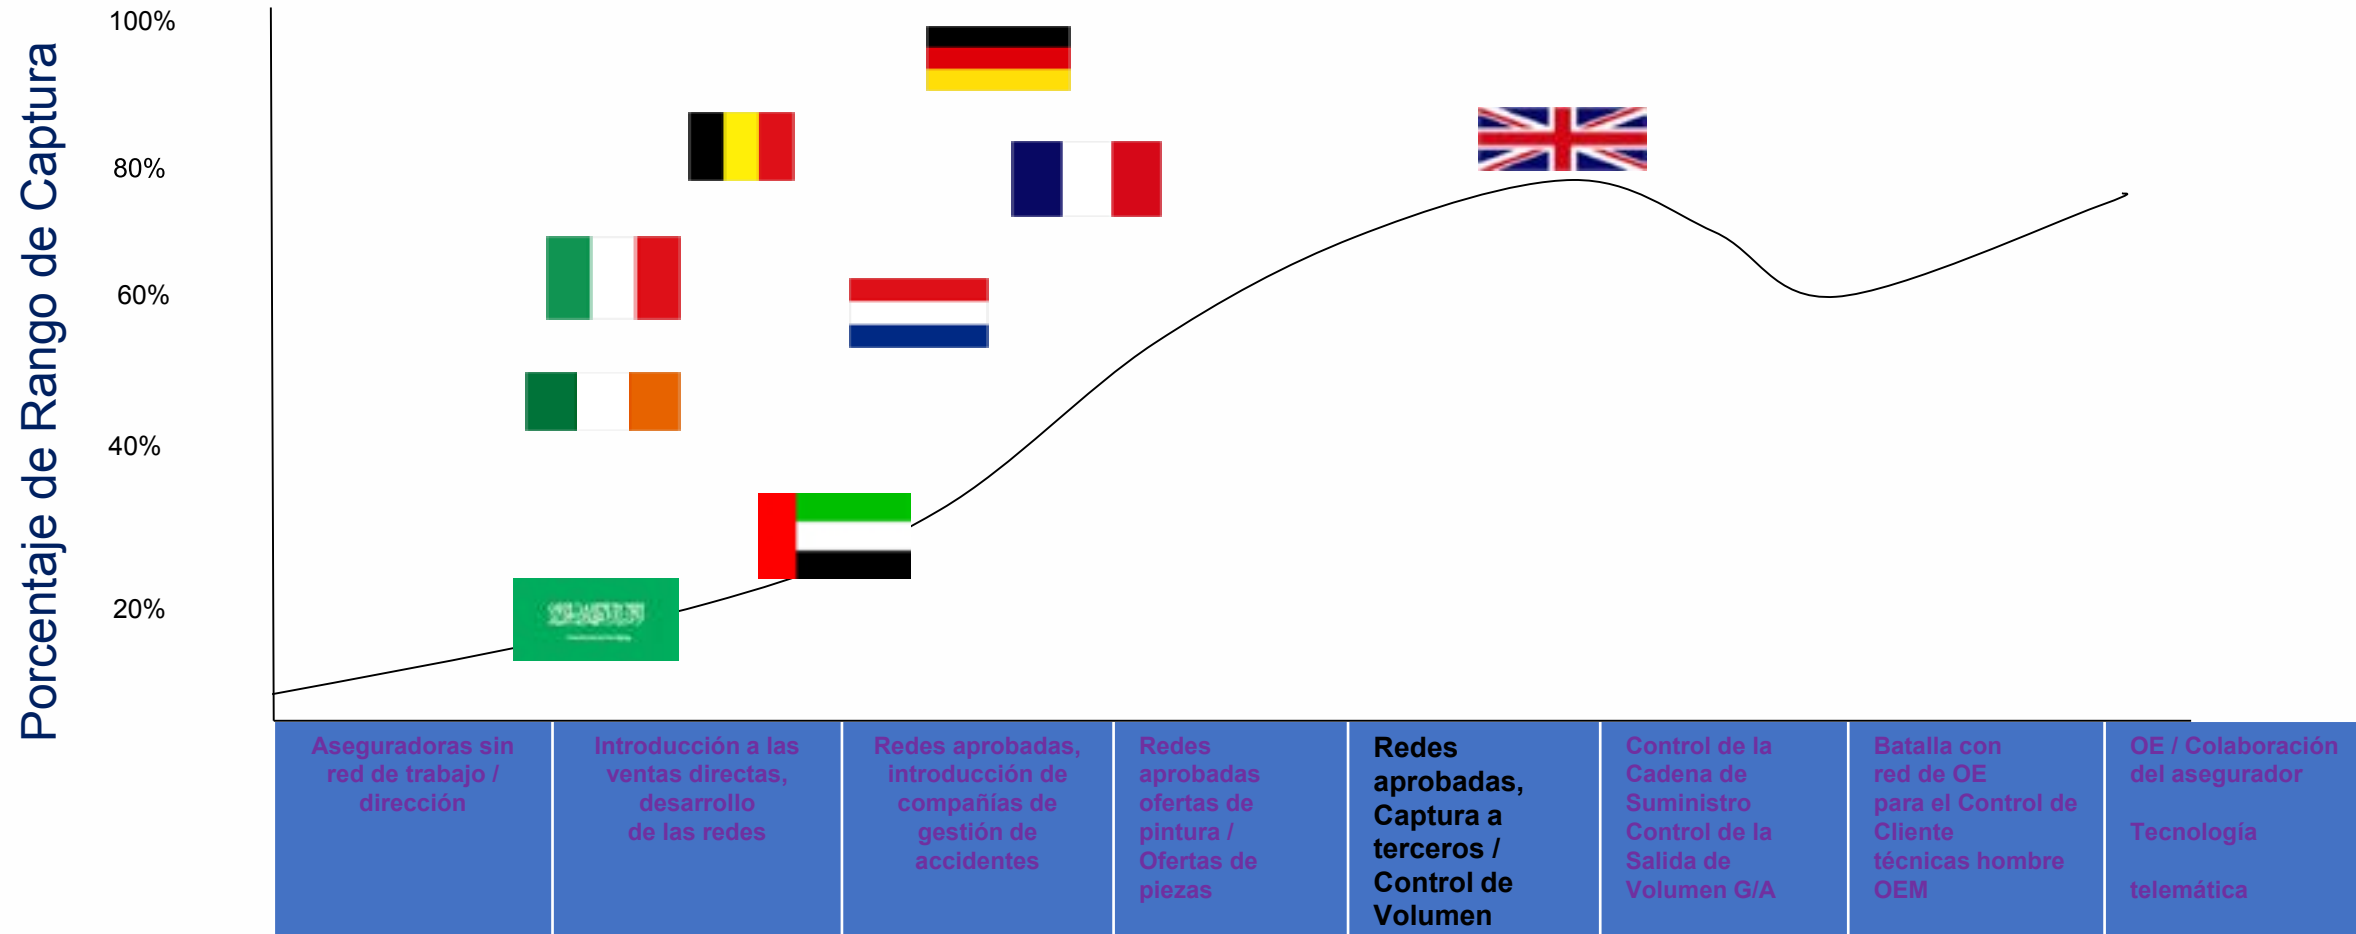 Porcentaje de Rango de Captura
100%
80%
60%
40%
20%
Aseguradoras sin
red de trabajo /
dirección
Introducción a las
ventas directas,
desarrollo
de las redes
Redes aprobadas,
introducción de
compañías de
gestión de
accidentes
Redes
aprobadas
ofertas de
pintura /
Ofertas de
piezas
Redes
aprobadas,
Captura a
terceros /
Control de
Volumen
Control de la
Cadena de
Suministro
Control de la
Salida de
Volumen G/A
Batalla con
red de OE
para el Control de
Cliente
técnicas hombre
OEM
OE / Colaboración
del asegurador
Tecnología
telemática